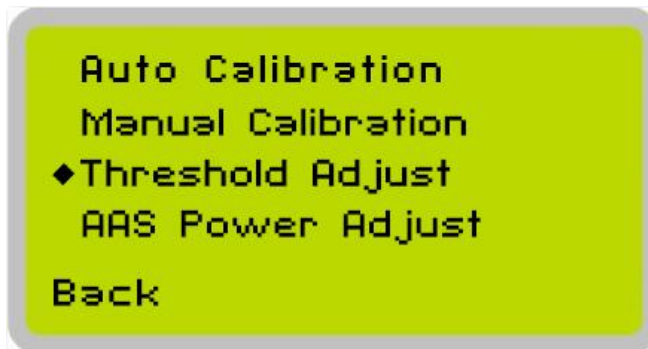 Auto Calibration
Manual Calibration
◆Threshold Adjust
AAS Power Adjust
Back